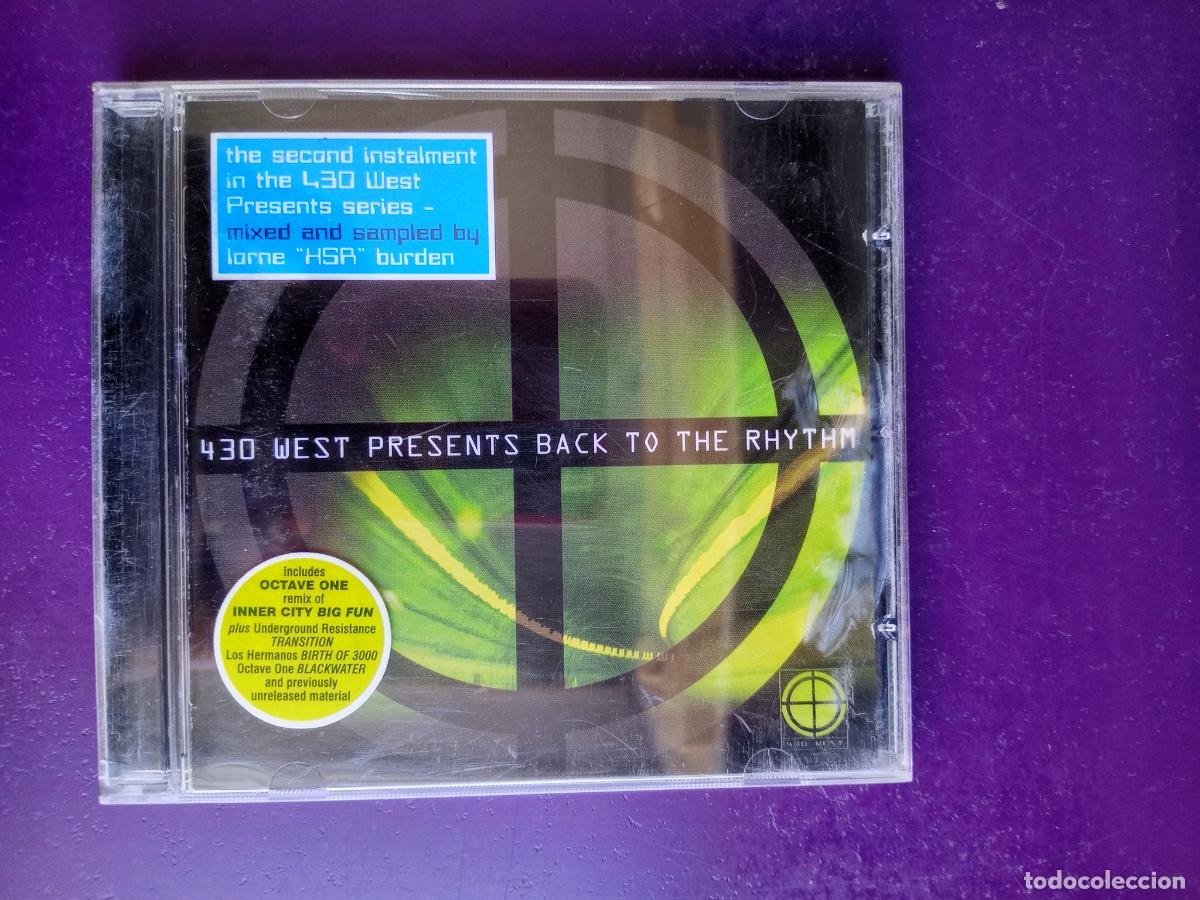 the second instalment
in the 430 West
Presents series -
mixed and sampled by
lorne "HSR" burden
430 WEST PRESENTS BACK TO THE RHYTHM
includes
OCTAVE ONE
remix of
INNER CITY BIG FUN
plus Underground Resistance
TRANSITION
Los Hermanos BIRTH OF 3000
Octave One BLACKWATER
and previously
unreleased material
430 WEST
todocoleccion